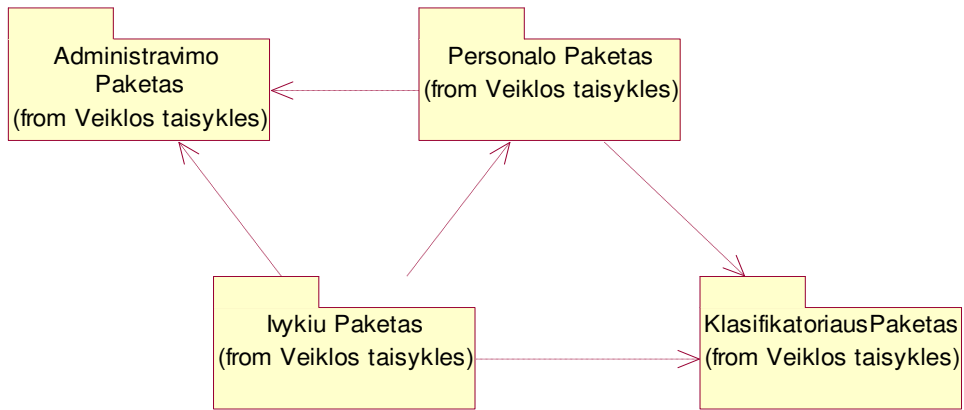 Administravimo
Paketas
(from Veiklos taisykles)
Personalo Paketas
(from Veiklos taisykles)
Ivykiu Paketas
(from Veiklos taisykles)
KlasifikatoriausPaketas
(from Veiklos taisykles)